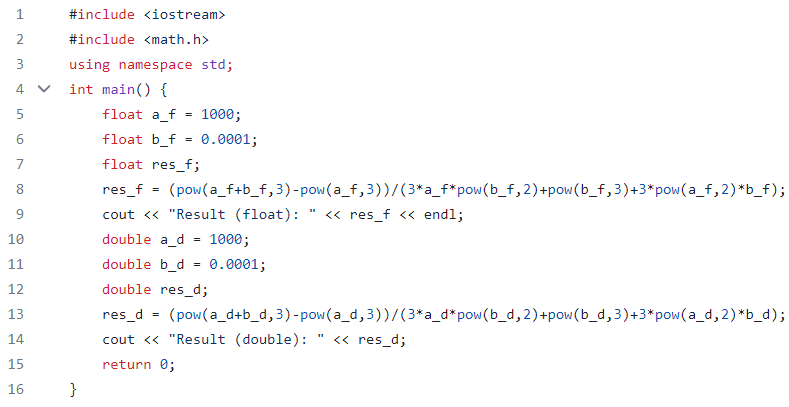 1 #include <iostream>
2 #include <math.h>
3 using namespace std;
4 int main() {
5 float a_f = 1000;
6 float b_f = 0.0001;
7 float res_f;
8 res_f = (pow(a_f+b_f,3)-pow(a_f,3))/(3*a_f*pow(b_f,2)+pow(b_f,3)+3*pow(a_f,2)*b_f);
9 cout << "Result (float): " << res_f << endl;
10 double a_d = 1000;
11 double b_d = 0.0001;
12 double res_d;
13 res_d = (pow(a_d+b_d,3)-pow(a_d,3))/(3*a_d*pow(b_d,2)+pow(b_d,3)+3*pow(a_d,2)*b_d);
14 cout << "Result (double): " << res_d;
15 return 0;
16 }